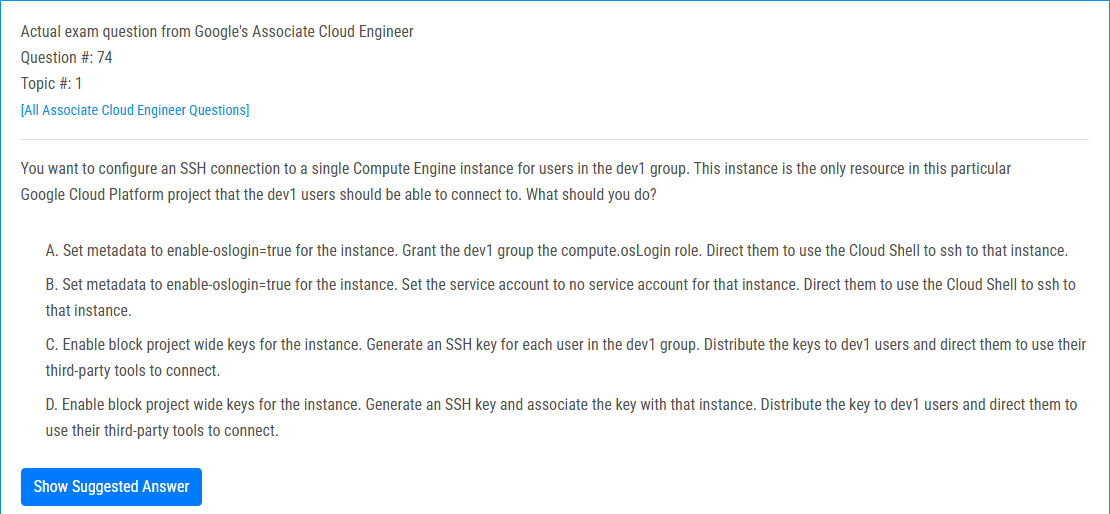 Actual exam question from Google's Associate Cloud Engineer
Question #: 74
Topic #: 1
[All Associate Cloud Engineer Questions]
You want to configure an SSH connection to a single Compute Engine instance for users in the dev1 group. This instance is the only resource in this particular
Google Cloud Platform project that the dev1 users should be able to connect to. What should you do?
A. Set metadata to enable-oslogin=true for the instance. Grant the dev1 group the compute.osLogin role. Direct them to use the Cloud Shell to ssh to that instance.
B. Set metadata to enable-oslogin=true for the instance. Set the service account to no service account for that instance. Direct them to use the Cloud Shell to ssh to
that instance.
C. Enable block project wide keys for the instance. Generate an SSH key for each user in the dev1 group. Distribute the keys to dev1 users and direct them to use their
third-party tools to connect.
D. Enable block project wide keys for the instance. Generate an SSH key and associate the key with that instance. Distribute the key to dev1 users and direct them to
use their third-party tools to connect.
Show Suggested Answer